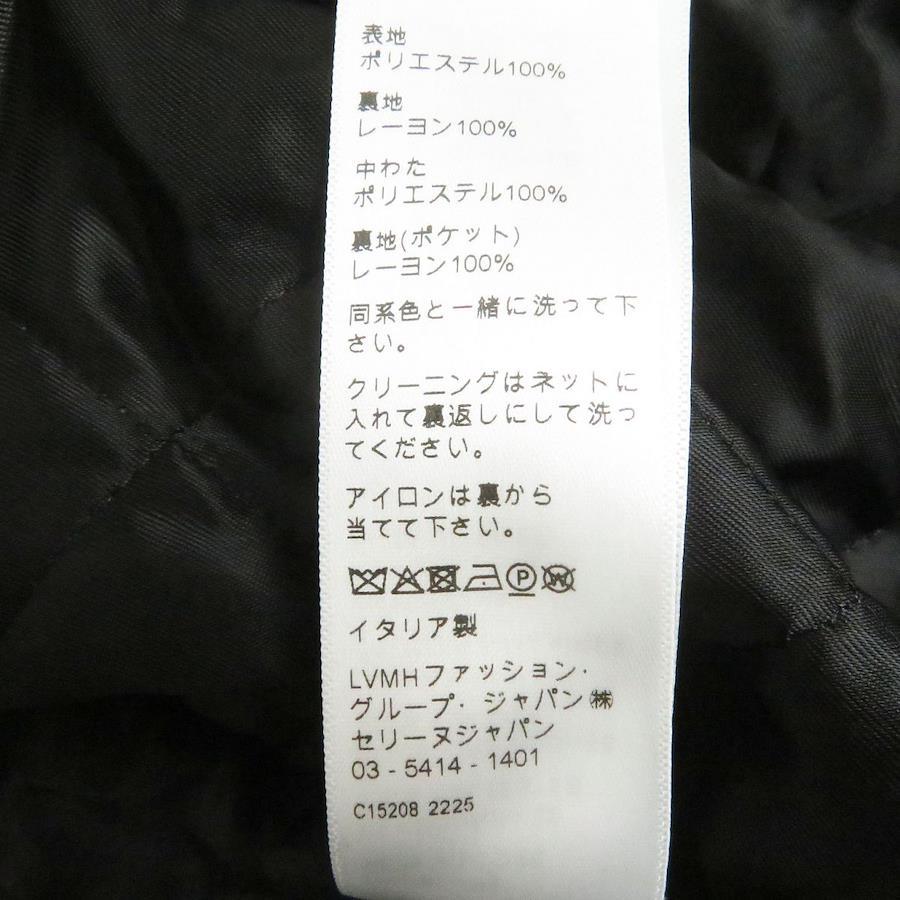 表地
ポリエステル100%
裏地
レーヨン100%
中わた
ポリエステル100%
裏地(ポケット)
レーヨン100%
同系色と一緒に洗って下
さい。
クリーニングはネットに
入れて裏返しにして洗っ
てください。
アイロンは裏から
当てて下さい。
P W
イタリア製
LVMHファッション・
グループ・ジャパン㈱
セリーヌジャパン
03 - 5414 - 1401
C15208 2225